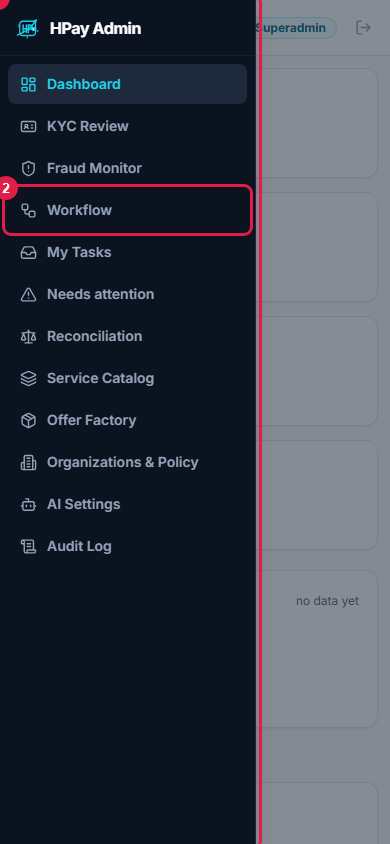 HPay Admin
Superadmin
Dashboard
KYC Review
Fraud Monitor
2
Workflow
My Tasks
Needs attention
Reconciliation
Service Catalog
Offer Factory
Organizations & Policy
no data yet
AI Settings
Audit Log